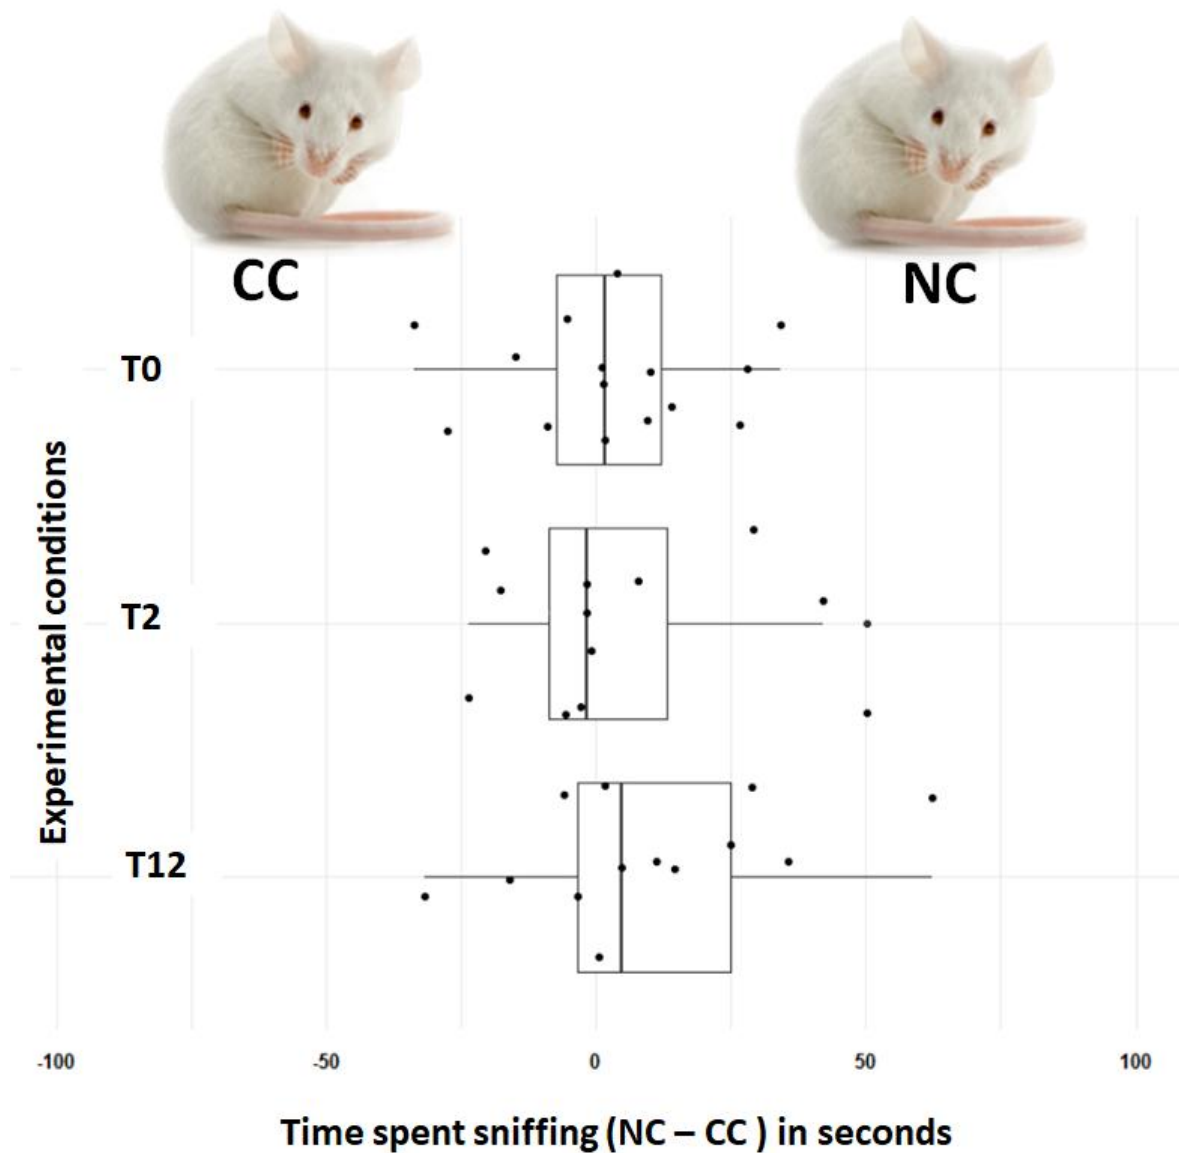 CC
NC
T0
T2
T12
Experimental conditions
-100 -50 0 50 100
Time spent sniffing (NC – CC ) in seconds